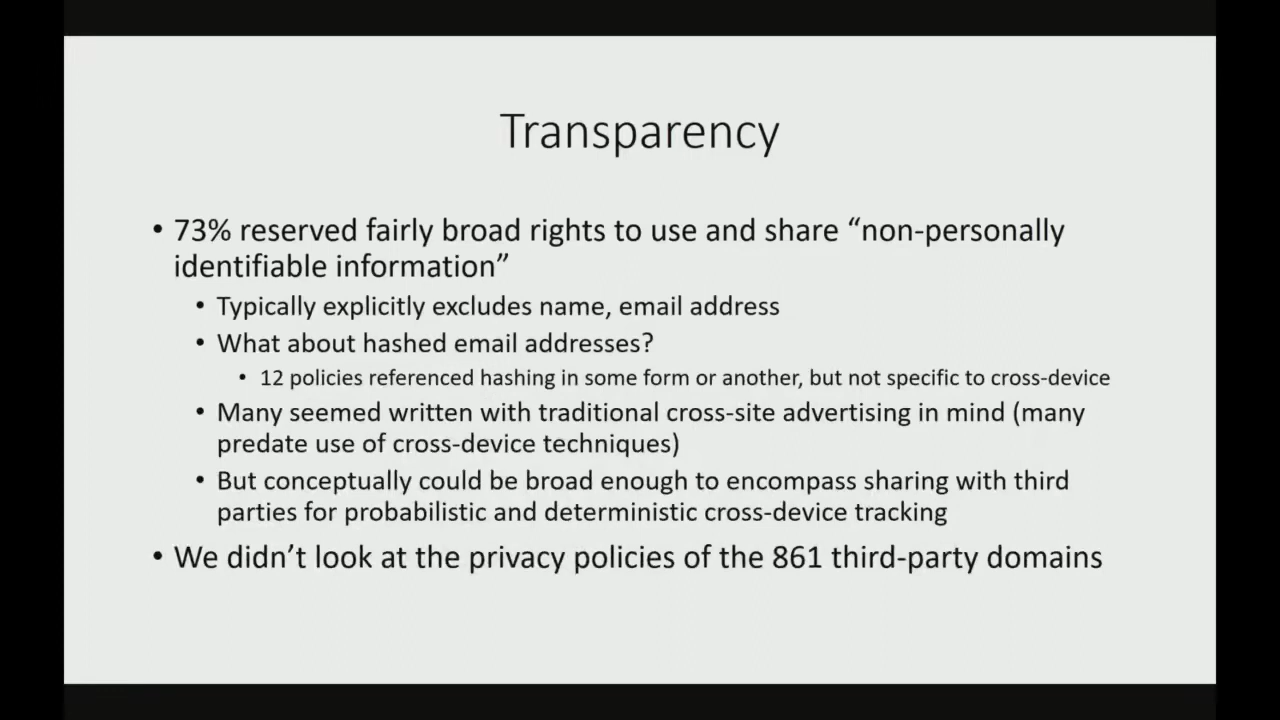 Transparency
• 73% reserved fairly broad rights to use and share “non-personally
identifiable information”
• Typically explicitly excludes name, email address
• What about hashed email addresses?
• 12 policies referenced hashing in some form or another, but not specific to cross-device
• Many seemed written with traditional cross-site advertising in mind (many
predate use of cross-device techniques)
• But conceptually could be broad enough to encompass sharing with third
parties for probabilistic and deterministic cross-device tracking
• We didn’t look at the privacy policies of the 861 third-party domains